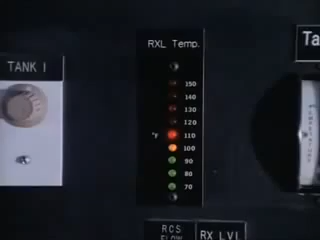 RXL Temp.
Ta
TANK 1
150
140
130
120
°F 110
100
90
80
70
RCS
FLOW
RX LVL